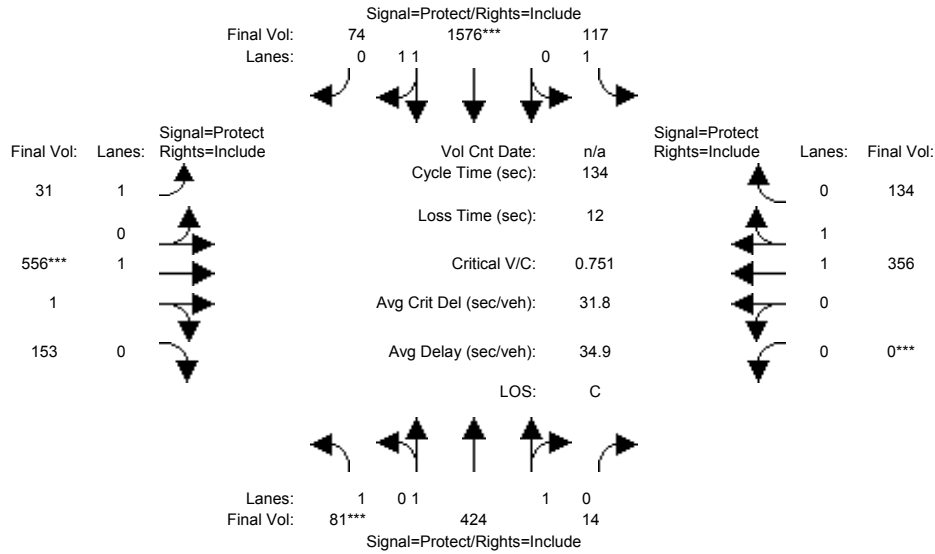 Signal=Protect/Rights=Include
Final Vol: 74 1576*** 117
Lanes: 0 1 1 0 1
Signal=Protect
Final Vol: Lanes: Rights=Include
Vol Cnt Date: n/a
Cycle Time (sec): 134
Signal=Protect
Rights=Include Lanes: Final Vol:
31 1
0 134
Loss Time (sec): 12
0
1
556*** 1
Critical V/C: 0.751
1 356
1 0
Avg Crit Del (sec/veh): 31.8
0
153 0
Avg Delay (sec/veh): 34.9
0 0***
LOS: C
Lanes: 1 0 1 1 0
Final Vol: 81*** 424 14
Signal=Protect/Rights=Include